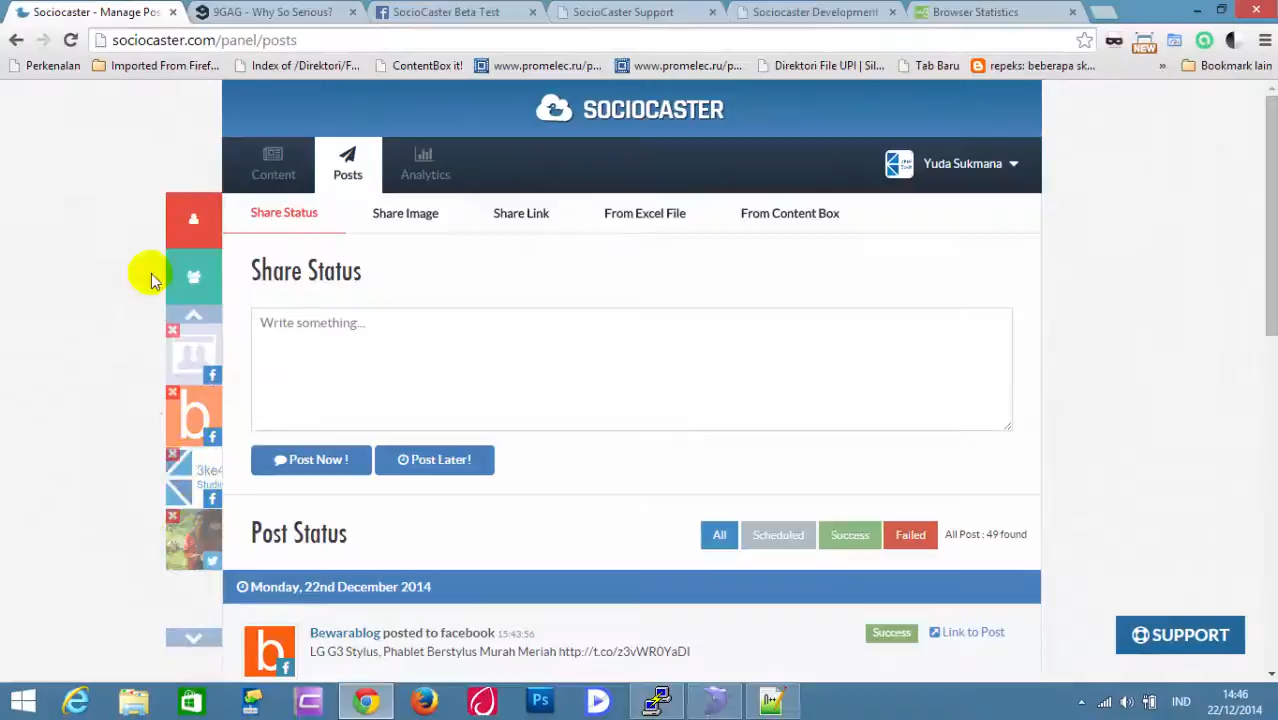 Sociocaster - Manage Pos
9GAG - Why So Serious?
SocioCaster Beta Test
SocioCaster Support
Sociocaster Development
Browser Statistics
sociocaster.com/panel/posts
NEW
Perkenalan
Imported From Firef...
Index of /Direktori/F...
ContentBox it!
www.promelec.ru/p...
www.promelec.ru/p...
Direktori File UPI | Sil...
Tab Baru
repeks: beberapa sk...
»
Bookmark lain
SOCIOCASTER
Content
Posts
Analytics
Yuda Sukmana
Share Status
Share Image
Share Link
From Excel File
From Content Box
Share Status
Write something...
b
3ke4
Studi
Post Now !
Post Later!
Post Status
All
Scheduled
Success
Failed
All Post : 49 found
Monday, 22nd December 2014
b
Bewarablog posted to facebook 15:43:56
Success
Link to Post
LG G3 Stylus, Phablet Berstylus Murah Meriah http://t.co/z3vWR0YaDI
SUPPORT
Ps
IND
14:46
22/12/2014